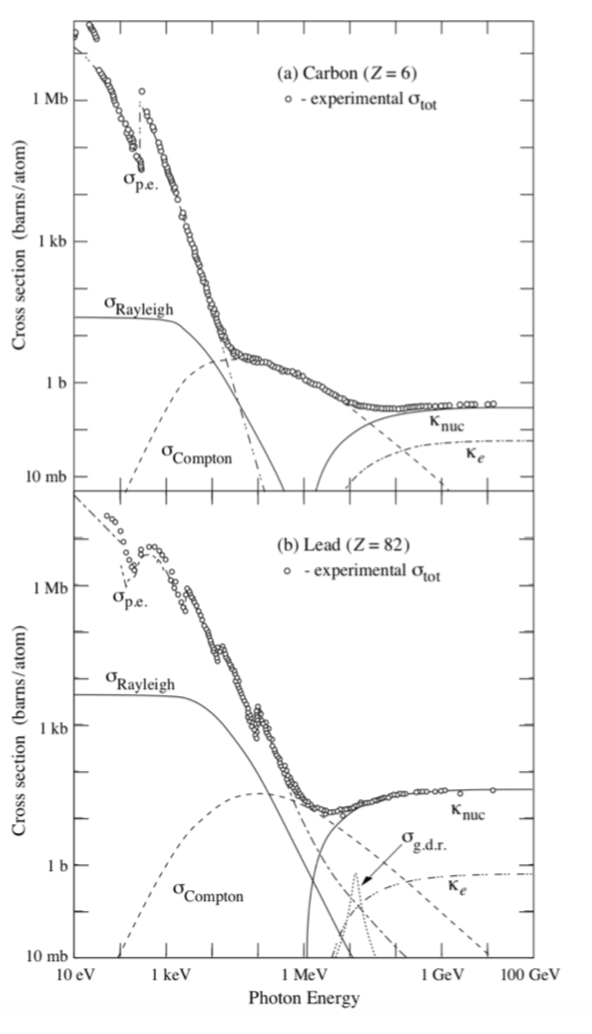 (a) Carbon (Z = 6)
○ - experimental σtot
1 Mb
σp.e.
Cross section (barns/atom)
1 kb
σRayleigh
1 b
κnuc
σCompton
κe
10 mb
(b) Lead (Z = 82)
○ - experimental σtot
1 Mb
σp.e.
Cross section (barns/atom)
σRayleigh
1 kb
κnuc
σg.d.r.
1 b
σCompton
κe
10 mb
10 eV 1 keV 1 MeV 1 GeV 100 GeV
Photon Energy